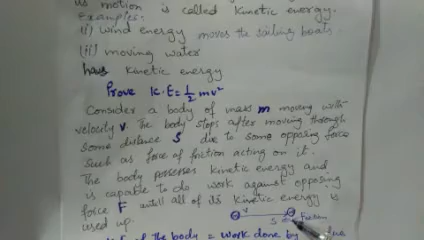 its motion is called kinetic energy.
Examples:-
(i) wind energy moves the sailing boats
(ii) moving water
has kinetic energy
Prove K.E = 1/2 mv²
Consider a body of mass m moving with
velocity v. The body stops after moving through
some distance S due to some opposing force
such as force of friction acting on it.
The body possesses kinetic energy and
is capable to do work against opposing
force F until all of its kinetic energy is
used up.
v
S
of the body = work done by